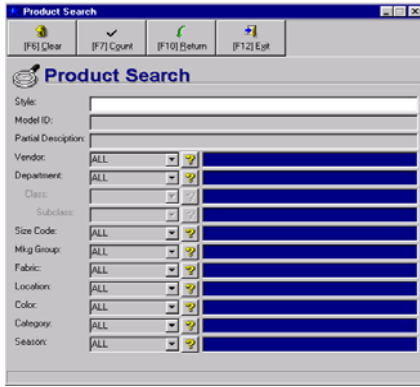 Product Search
[F6] Clear [F7] Count [F10] Return [F12] Exit
Product Search
Style:
Model ID:
Partial Desciption:
Vendor: ALL
Department: ALL
Class:
Subclass:
Size Code: ALL
Mkg Group: ALL
Fabric: ALL
Location: ALL
Color: ALL
Category: ALL
Season: ALL